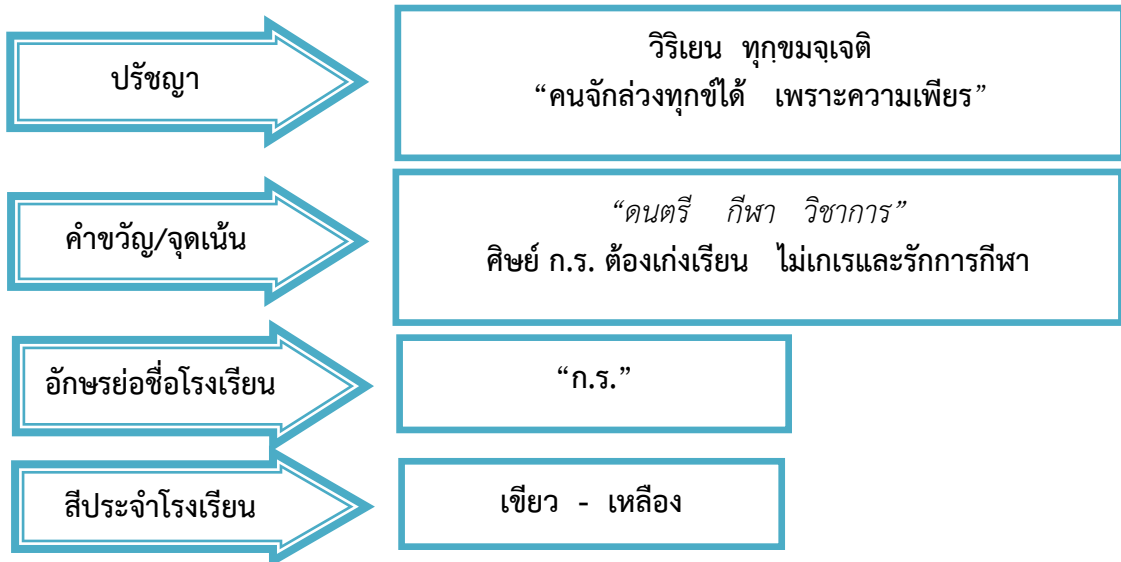 ปรัชญา
วิริเยน ทุกฺขมจฺเจติ
“คนจักล่วงทุกข์ได้ เพราะความเพียร”
คำขวัญ/จุดเน้น
“ดนตรี กีฬา วิชาการ”
ศิษย์ ก.ร. ต้องเก่งเรียน ไม่เกเรและรักการกีฬา
อักษรย่อชื่อโรงเรียน
“ก.ร.”
สีประจำโรงเรียน
เขียว - เหลือง